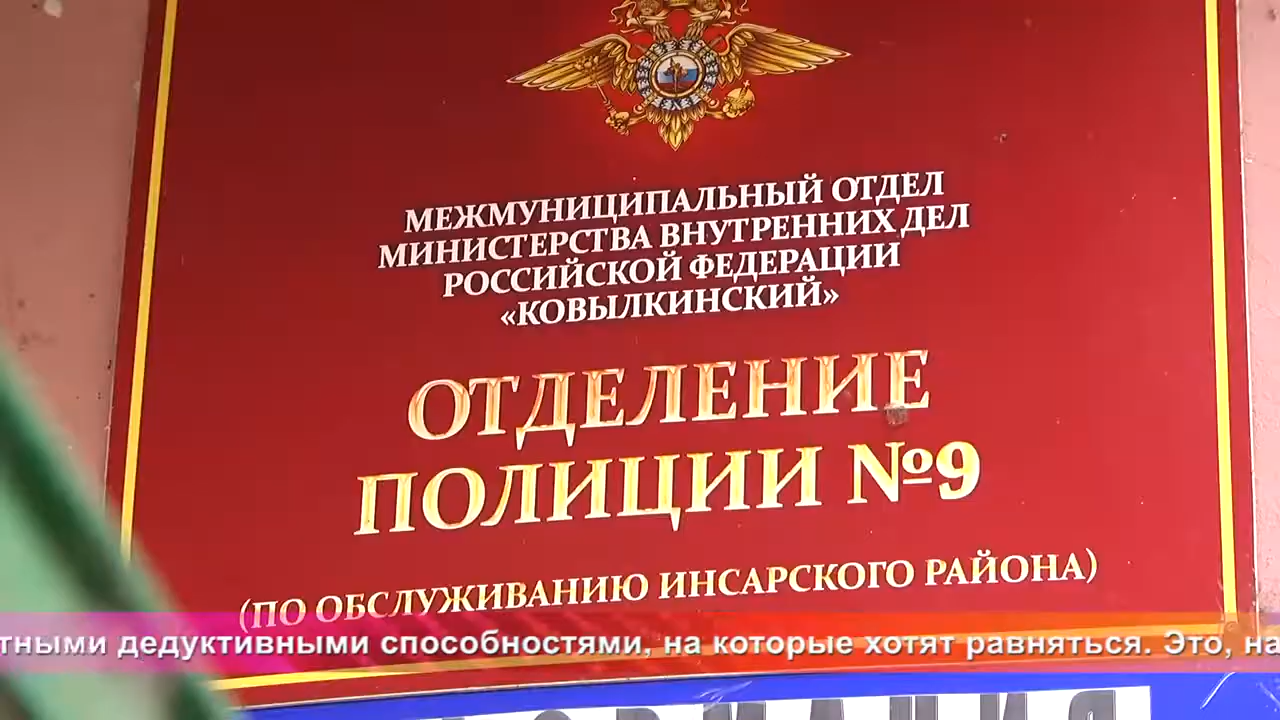 МЕЖМУНИЦИПАЛЬНЫЙ ОТДЕЛ
МИНИСТЕРСТВА ВНУТРЕННИХ ДЕЛ
РОССИЙСКОЙ ФЕДЕРАЦИИ
«КОВЫЛКИНСКИЙ»
ОТДЕЛЕНИЕ
ПОЛИЦИИ №9
(ПО ОБСЛУЖИВАНИЮ ИНСАРСКОГО РАЙОНА)
дедуктивными способностями, на которые хотят равняться. Это,